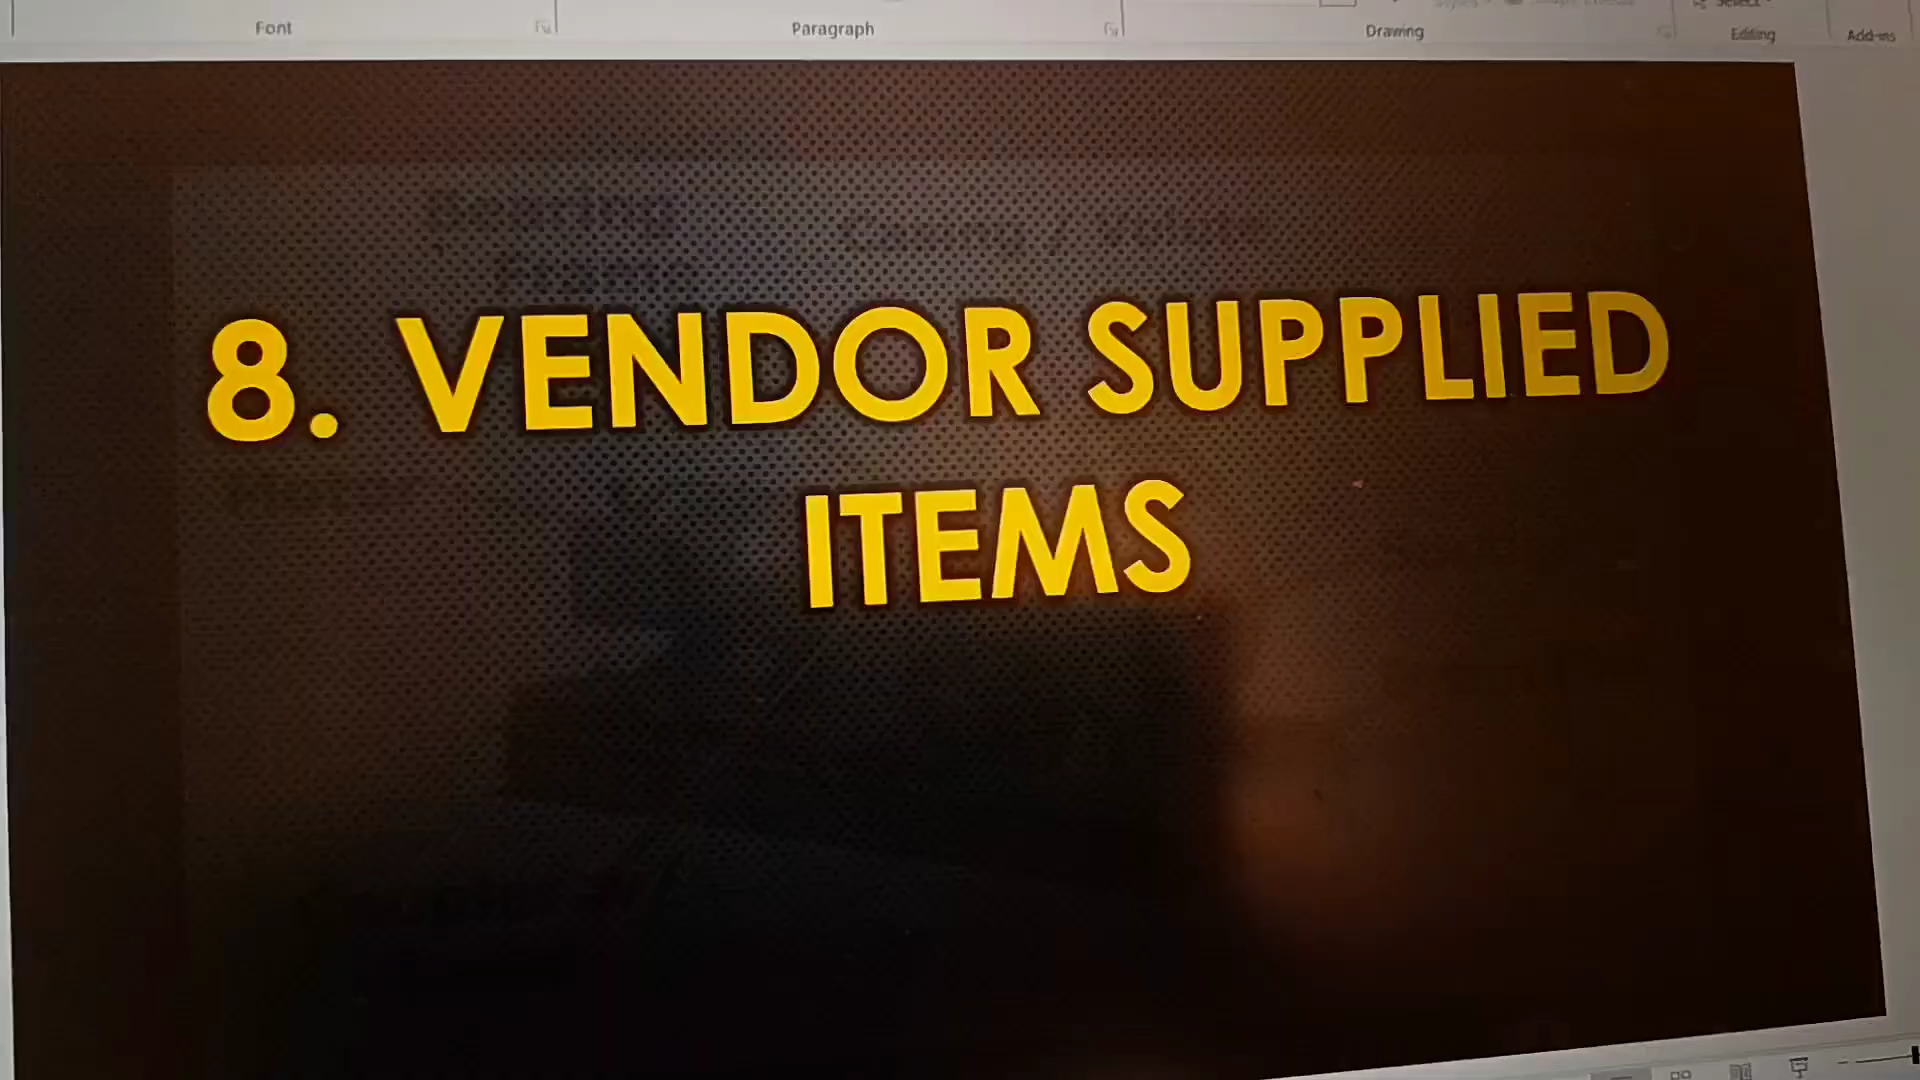 Font
Paragraph
Drawing
Editing
Add-ins
8. VENDOR SUPPLIED
ITEMS